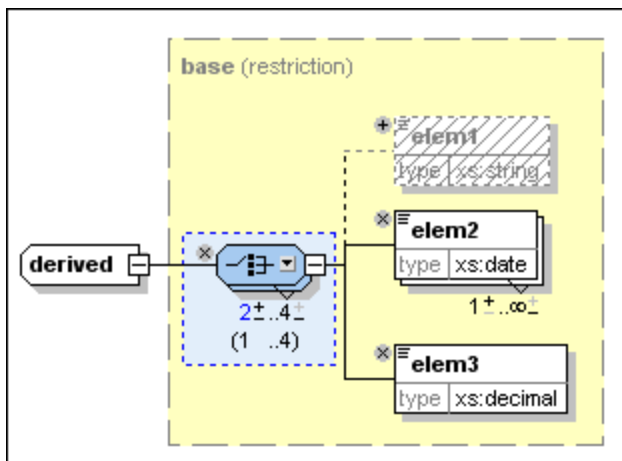 base (restriction)
elem1
type xs:string
derived
elem2
type xs:date
1 ± ..∞ ±
2 ± ..4 ±
(1 ..4)
elem3
type xs:decimal